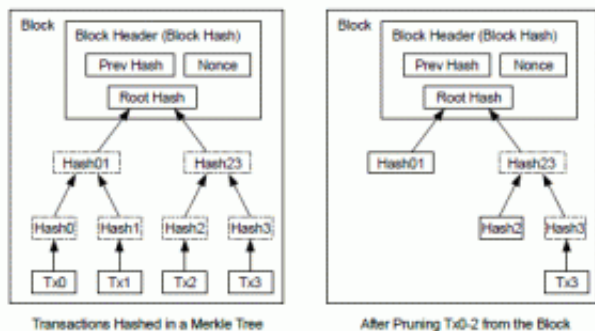 Block
Block Header (Block Hash)
Prev Hash
Nonce
Root Hash
Hash01
Hash23
Hash0
Hash1
Hash2
Hash3
Tx0
Tx1
Tx2
Tx3
Transactions Hashed in a Merkle Tree
Block
Block Header (Block Hash)
Prev Hash
Nonce
Root Hash
Hash01
Hash23
Hash2
Hash3
Tx3
After Pruning Tx0-2 from the Block